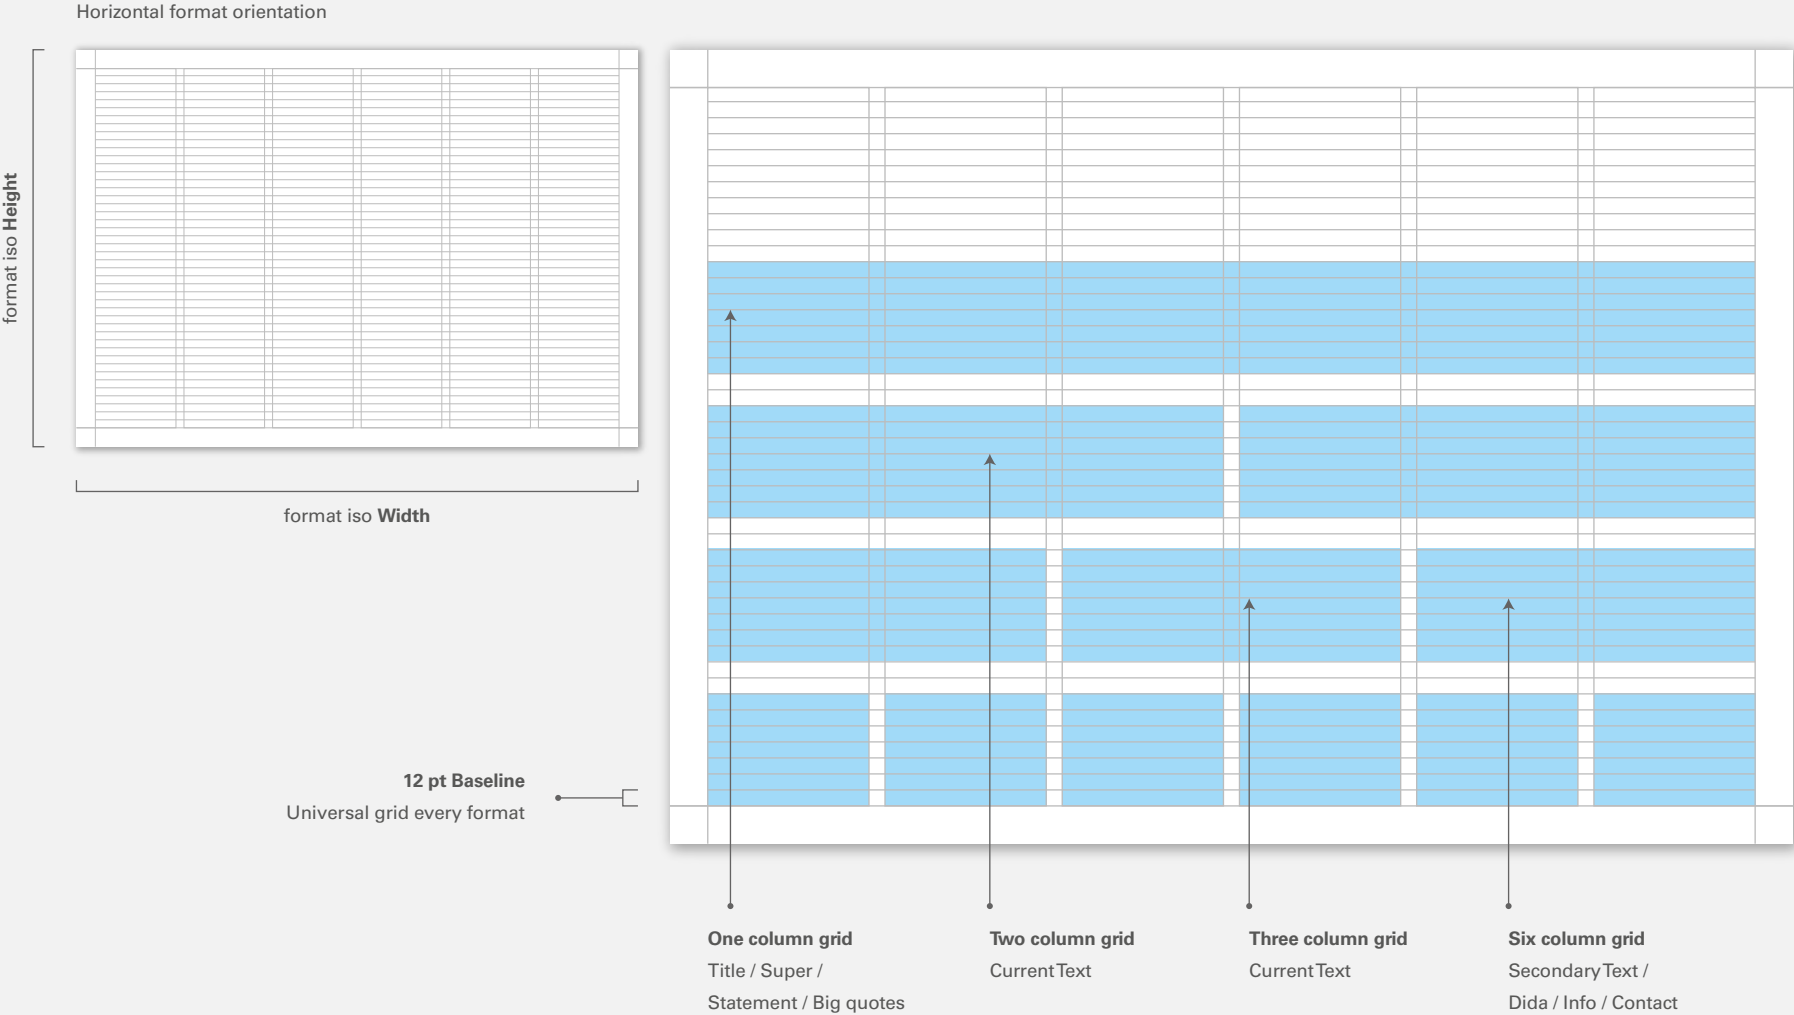 Horizontal format orientation
format iso Height
format iso Width
12 pt Baseline
Universal grid every format
One column grid
Title / Super /
Statement / Big quotes
Two column grid
Current Text
Three column grid
Current Text
Six column grid
Secondary Text /
Dida / Info / Contact